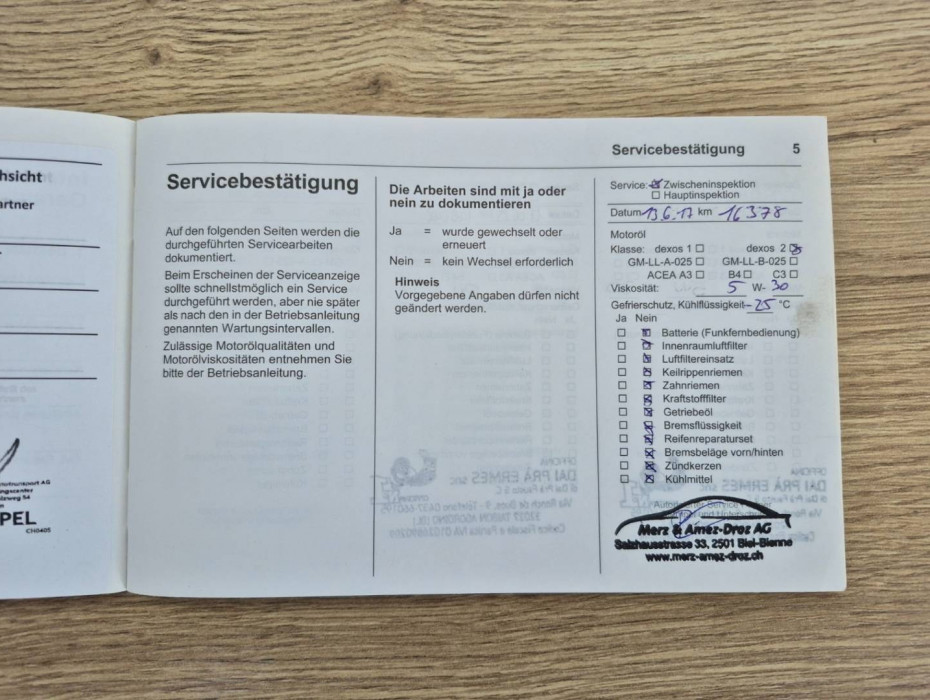 hsicht
artner
PEL
CH0405
Servicebestätigung 5
Servicebestätigung
Auf den folgenden Seiten werden die
durchgeführten Servicearbeiten
dokumentiert.
Beim Erscheinen der Serviceanzeige
sollte schnellstmöglich ein Service
durchgeführt werden, aber nie später
als nach den in der Betriebsanleitung
genannten Wartungsintervallen.
Zulässige Motorölqualitäten und
Motorölviskositäten entnehmen Sie
bitte der Betriebsanleitung.
Die Arbeiten sind mit ja oder
nein zu dokumentieren
Ja = wurde gewechselt oder
erneuert
Nein = kein Wechsel erforderlich
Hinweis
Vorgegebene Angaben dürfen nicht
geändert werden.
Service: ☒ Zwischeninspektion
☐ Hauptinspektion
Datum 13.6.17 km 16378
Motoröl
Klasse: dexos 1 ☐ dexos 2 ☒
GM-LL-A-025 ☐ GM-LL-B-025 ☐
ACEA A3 ☐ B4 ☐ C3 ☐
Viskosität: 5 W- 30
Gefrierschutz, Kühlflüssigkeit -25 °C
Ja Nein
☐ ☒ Batterie (Funkfernbedienung)
☐ ☒ Innenraumluftfilter
☐ ☒ Luftfiltereinsatz
☐ ☒ Keilrippenriemen
☐ ☒ Zahnriemen
☐ ☒ Kraftstofffilter
☐ ☒ Getriebeöl
☐ ☒ Bremsflüssigkeit
☐ ☒ Reifenreparaturset
☐ ☒ Bremsbeläge vorn/hinten
☐ ☒ Zündkerzen
☐ ☒ Kühlmittel
Merz & Amez-Droz AG
Salzhausstrasse 33, 2501 Biel-Bienne
www.merz-amez-droz.ch